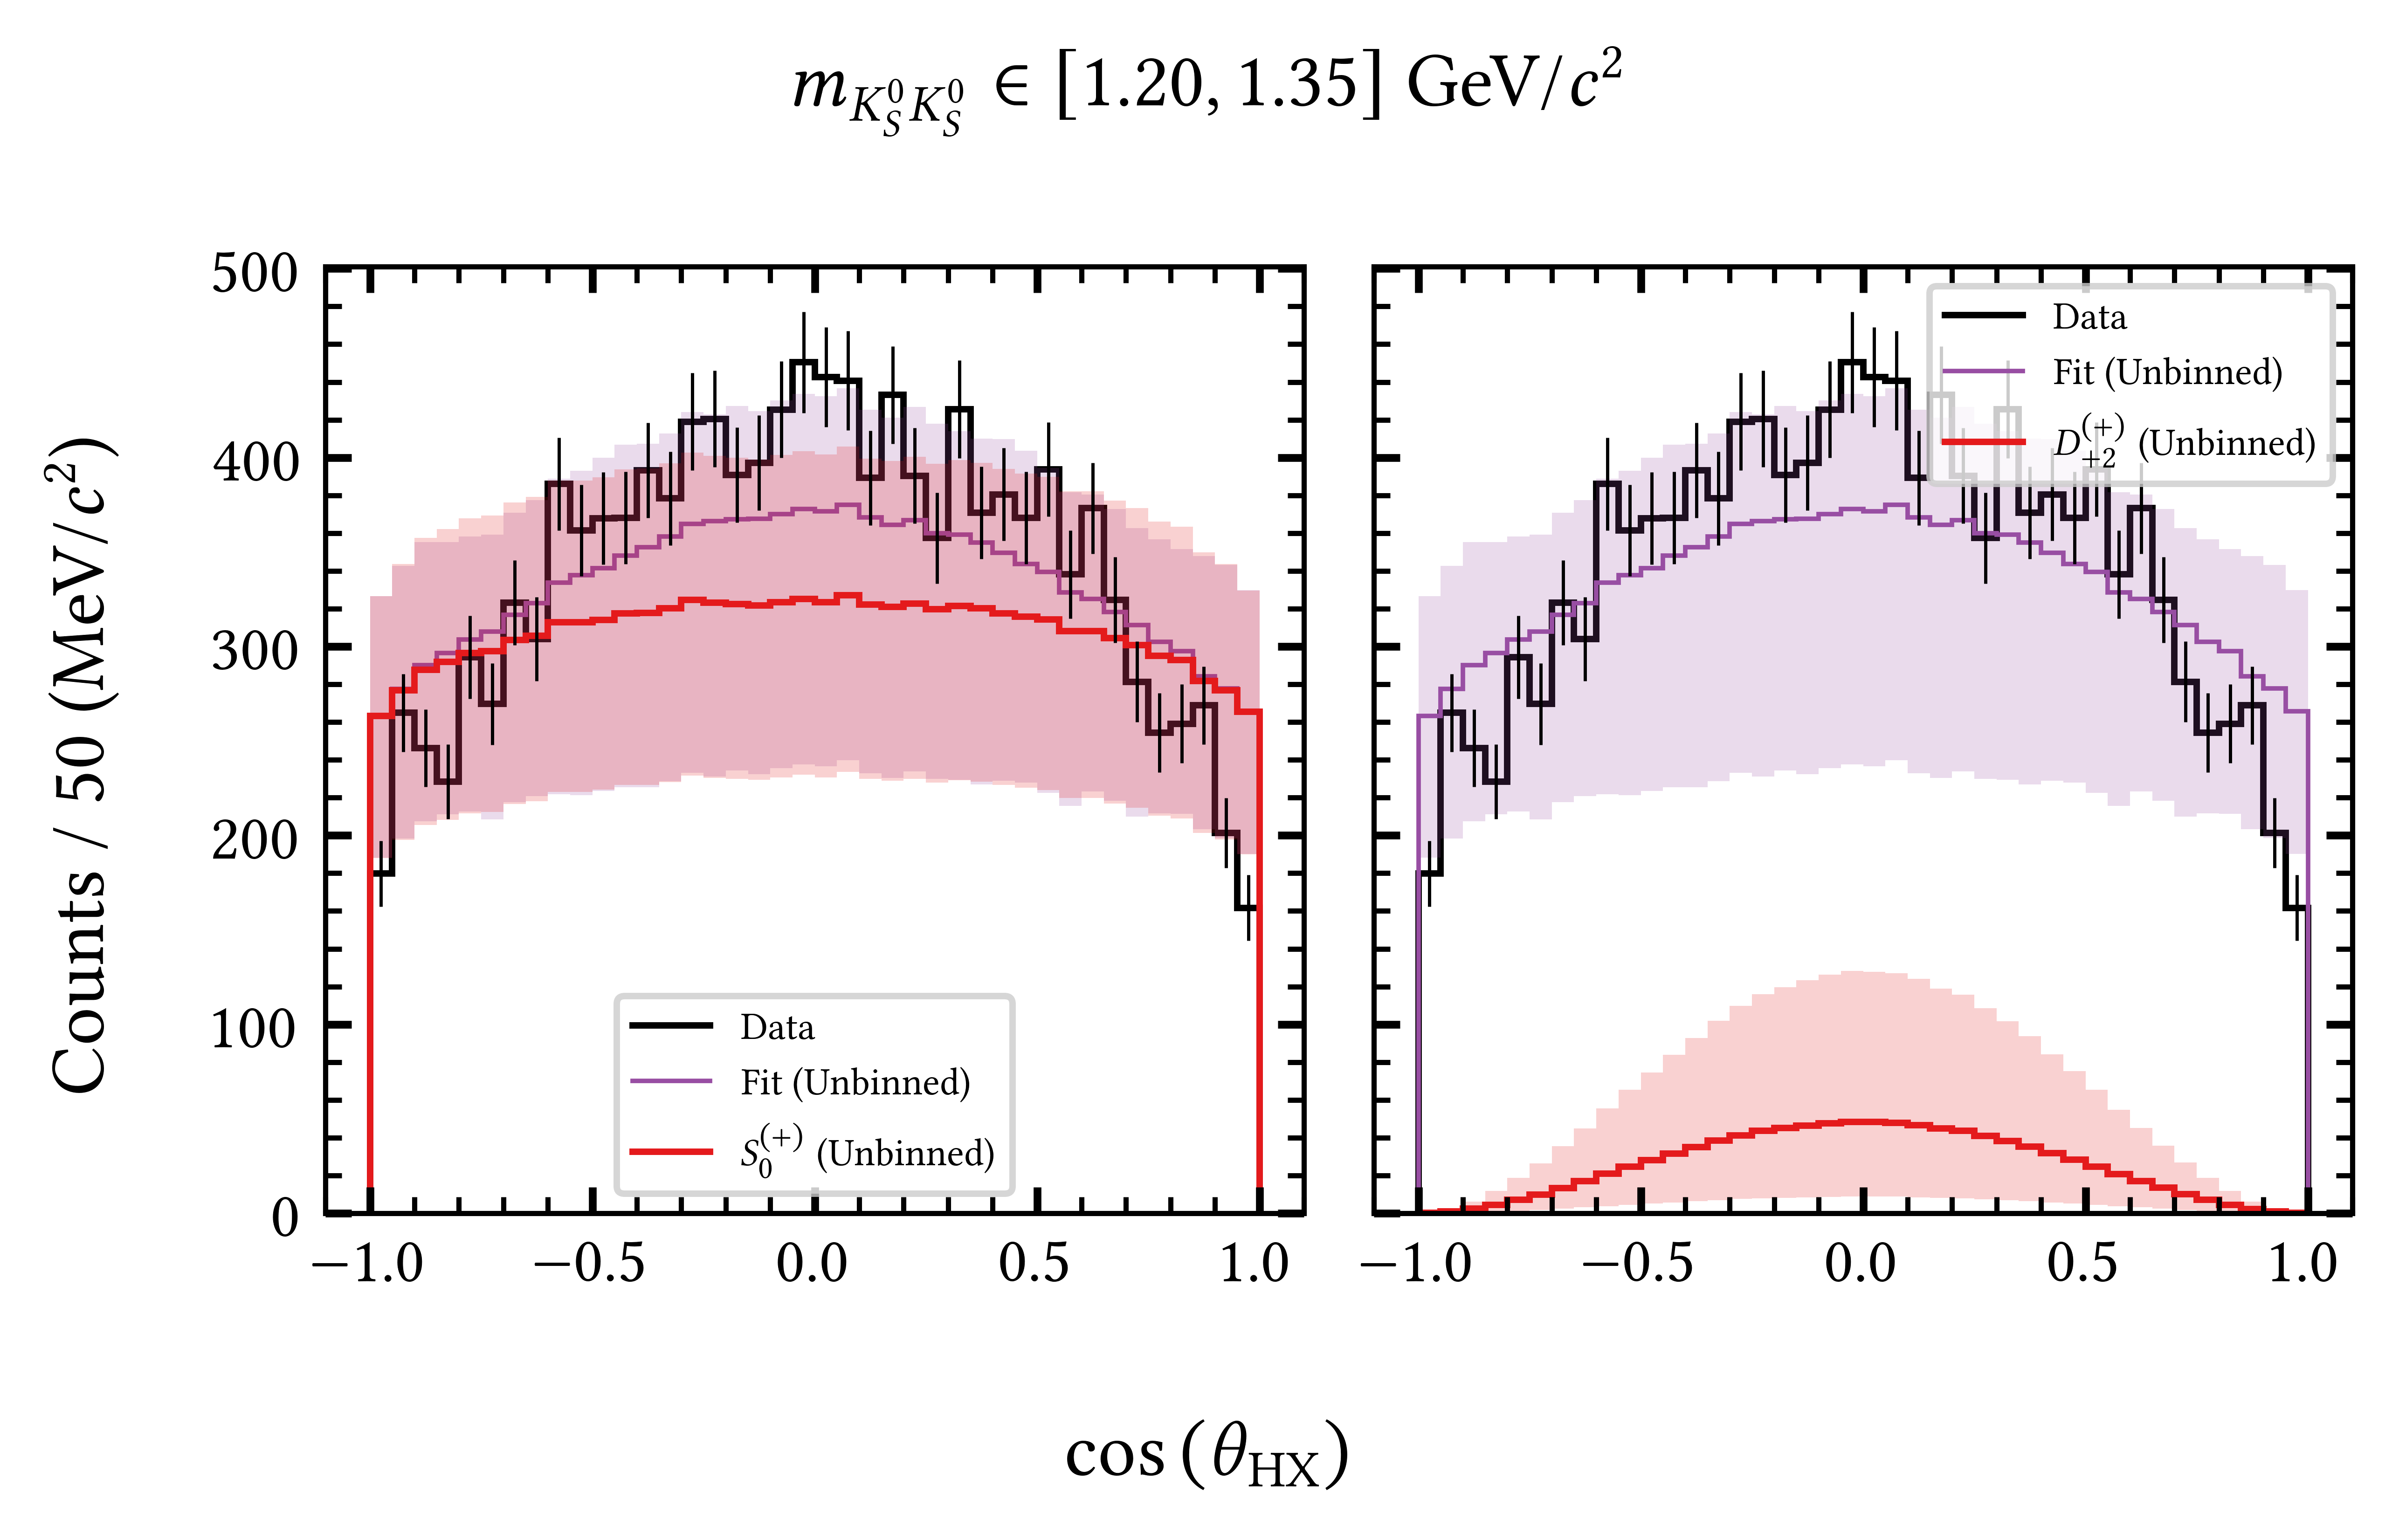 m_{K_S^0 K_S^0} ∈ [1.20, 1.35] GeV/c²
Counts / 50 (MeV/c²)
500
400
300
200
100
0
Data
Fit (Unbinned)
S_0^{(+)} (Unbinned)
−1.0 −0.5 0.0 0.5 1.0
Data
Fit (Unbinned)
D_{+2}^{(+)} (Unbinned)
−1.0 −0.5 0.0 0.5 1.0
cos (θ_HX)